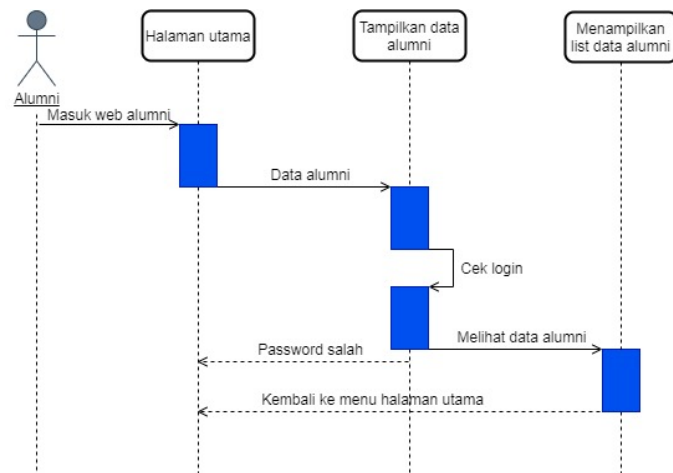 Halaman utama
Tampilkan data
alumni
Menampilkan
list data alumni
Alumni
Masuk web alumni
Data alumni
Cek login
Melihat data alumni
Password salah
Kembali ke menu halaman utama